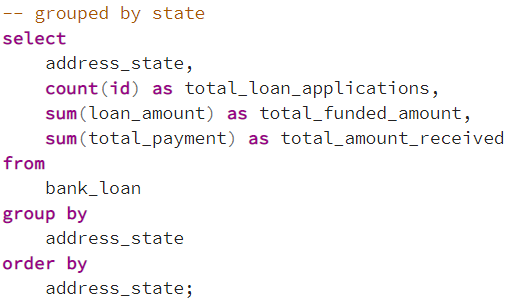 -- grouped by state
select
    address_state,
    count(id) as total_loan_applications,
    sum(loan_amount) as total_funded_amount,
    sum(total_payment) as total_amount_received
from
    bank_loan
group by
    address_state
order by
    address_state;